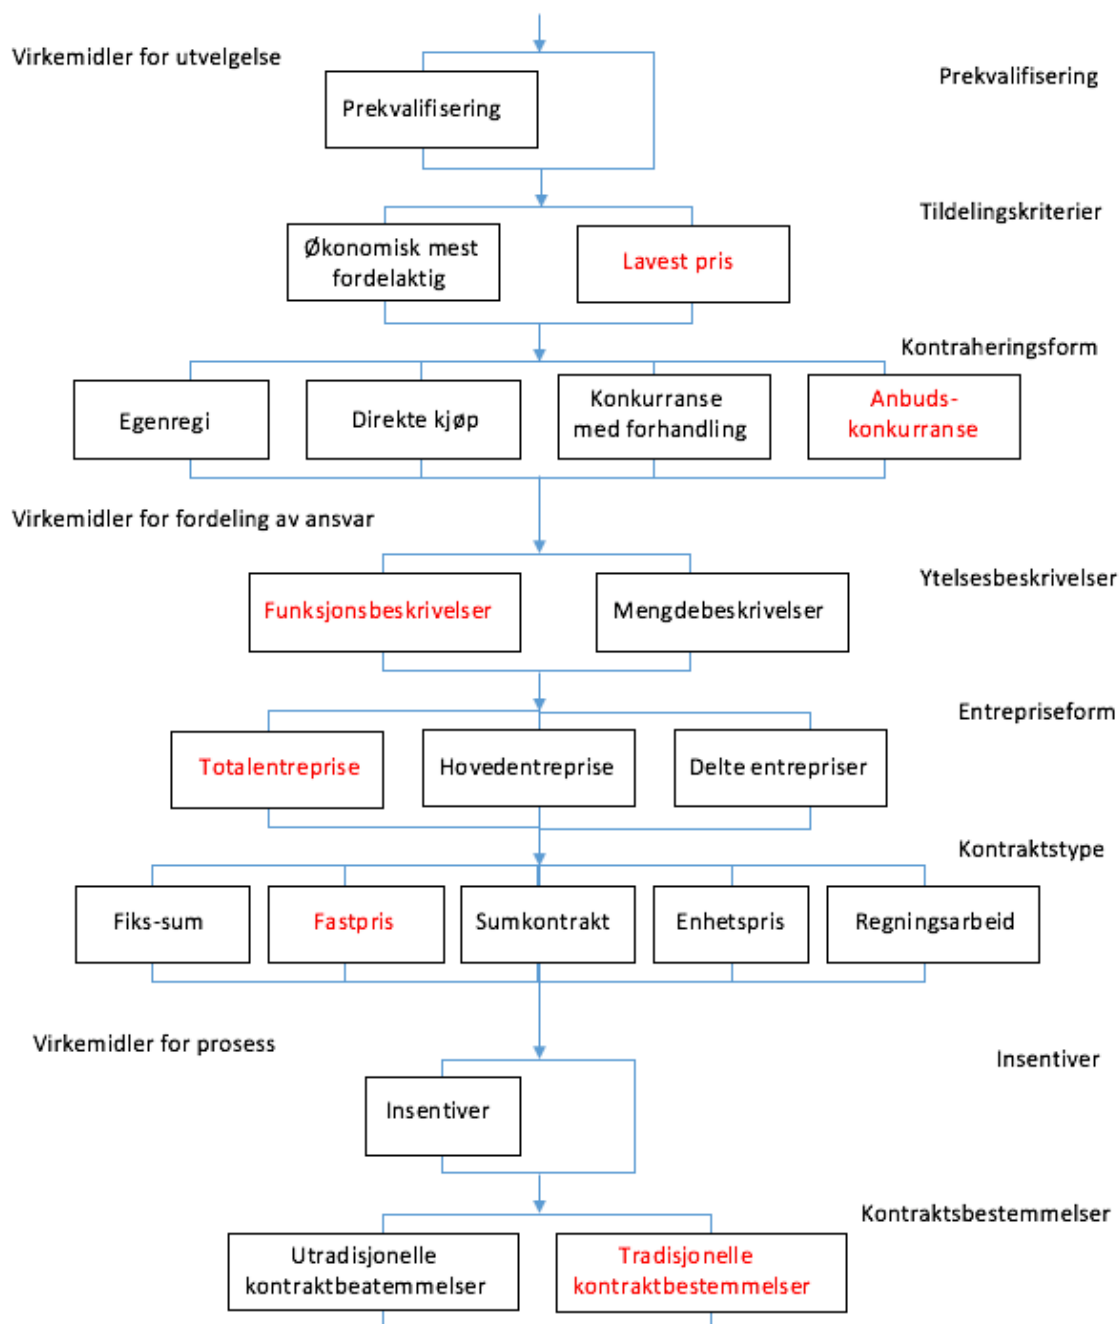 Virkemidler for utvelgelse
Prekvalifisering
Prekvalifisering
Tildelingskriterier
Økonomisk mest
fordelaktig
Lavest pris
Kontraheringsform
Egenregi
Direkte kjøp
Konkurranse
med forhandling
Anbuds-
konkurranse
Virkemidler for fordeling av ansvar
Ytelsesbeskrivelser
Funksjonsbeskrivelser
Mengdebeskrivelser
Entrepriseform
Totalentreprise
Hovedentreprise
Delte entrepriser
Kontraktstype
Fiks-sum
Fastpris
Sumkontrakt
Enhetspris
Regningsarbeid
Virkemidler for prosess
Insentiver
Insentiver
Kontraktsbestemmelser
Utradisjonelle
kontraktbeatemmelser
Tradisjonelle
kontraktbestemmelser